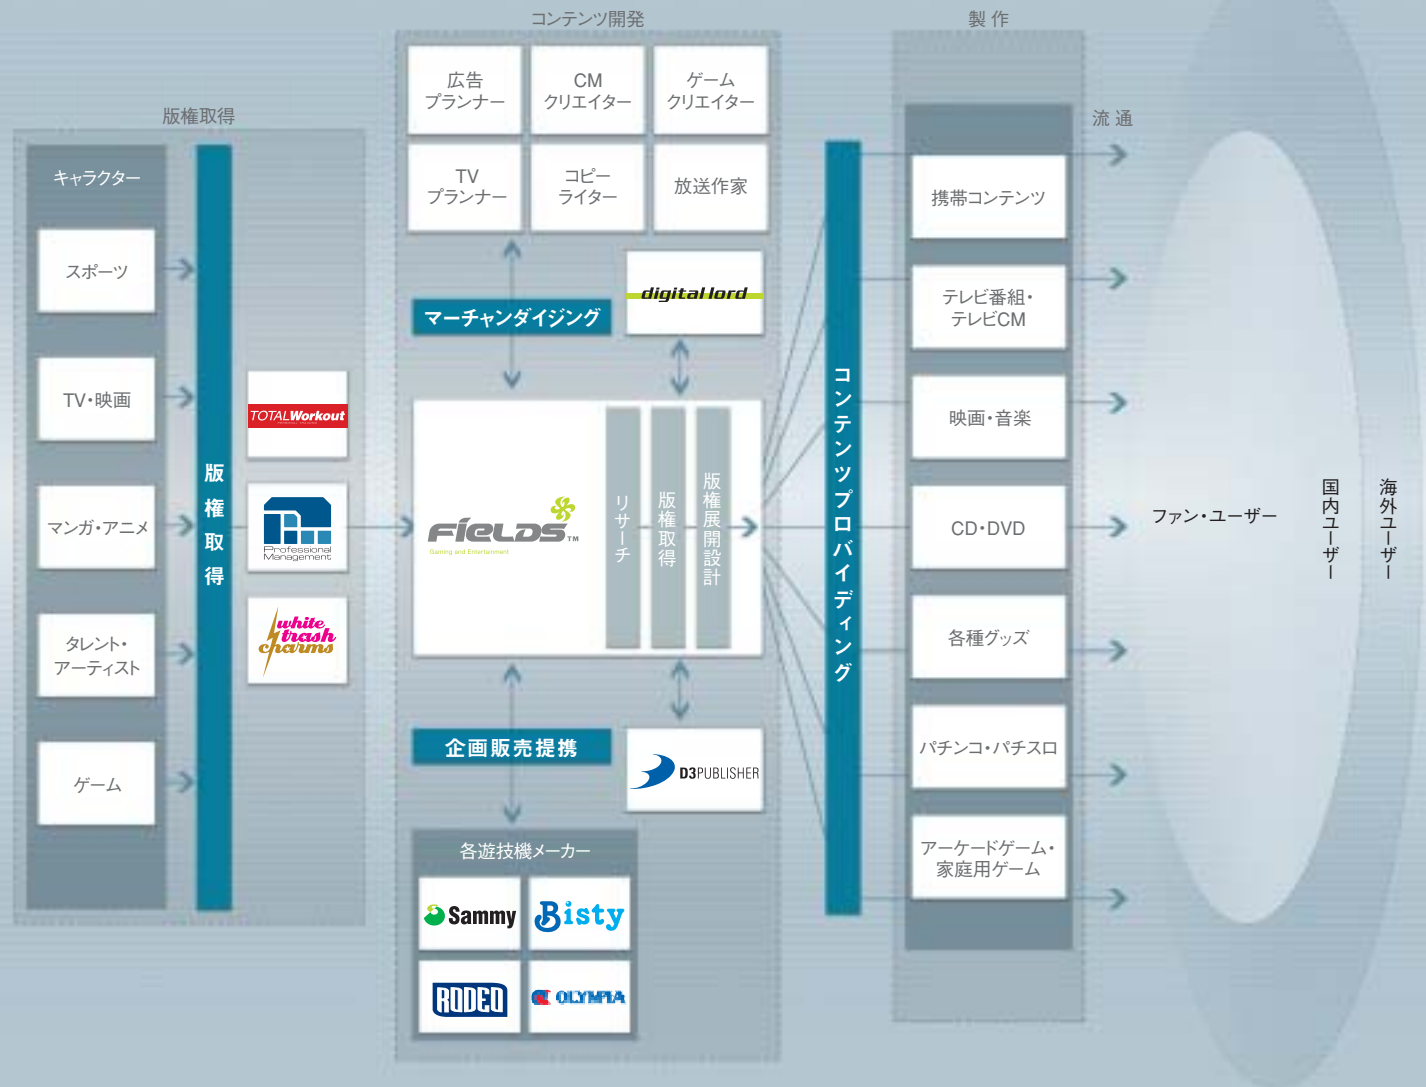 版権取得
キャラクター
スポーツ
TV・映画
マンガ・アニメ
タレント・
アーティスト
ゲーム
版権取得
TOTAL Workout
Professional
Management
white
trash
charms
コンテンツ開発
広告
プランナー
CM
クリエイター
ゲーム
クリエイター
TV
プランナー
コピー
ライター
放送作家
マーチャンダイジング
digital lord
FIELDS TM
Gaming and Entertainment
リサーチ
版権取得
版権展開設計
企画販売提携
D3PUBLISHER
各遊技機メーカー
Sammy
Bisty
RODEO
OLYMPIA
コンテンツプロバイディング
製作
携帯コンテンツ
テレビ番組・
テレビCM
映画・音楽
CD・DVD
各種グッズ
パチンコ・パチスロ
アーケードゲーム・
家庭用ゲーム
流通
ファン・ユーザー
国内ユーザー
海外ユーザー